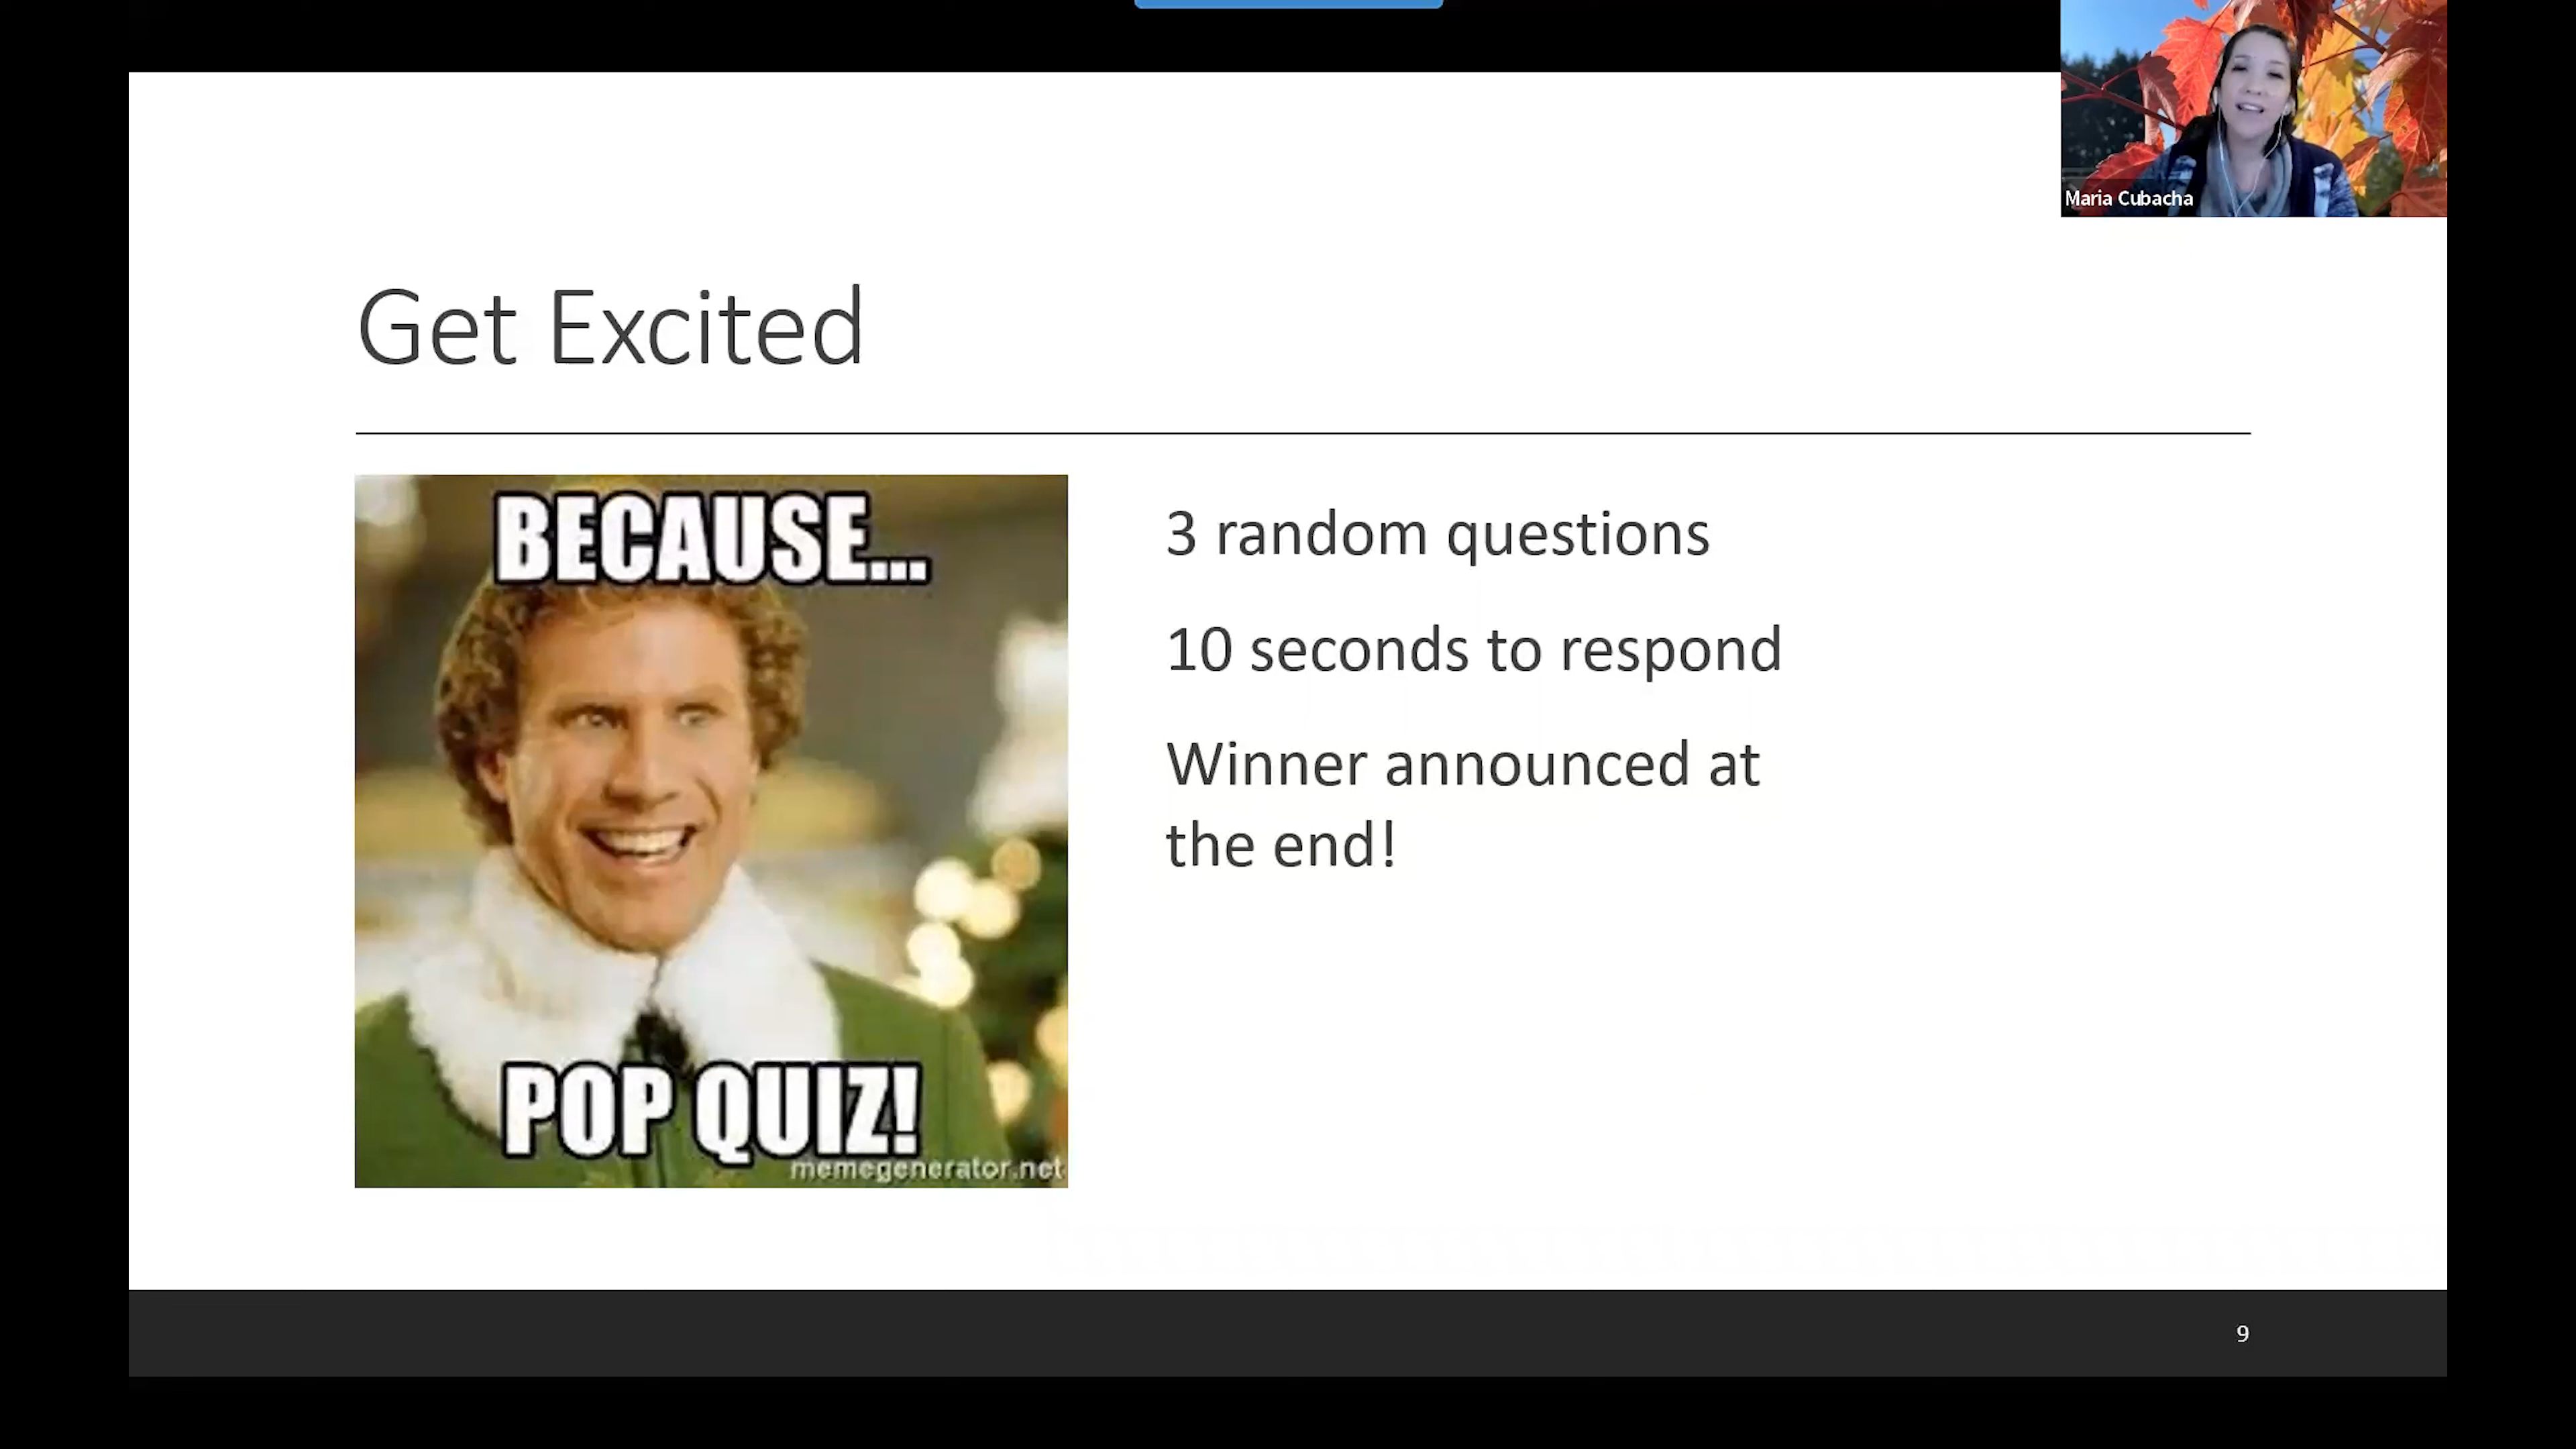 Maria Cubacha
Get Excited
BECAUSE...
POP QUIZ!
memegenerator.net
3 random questions
10 seconds to respond
Winner announced at
the end!
9